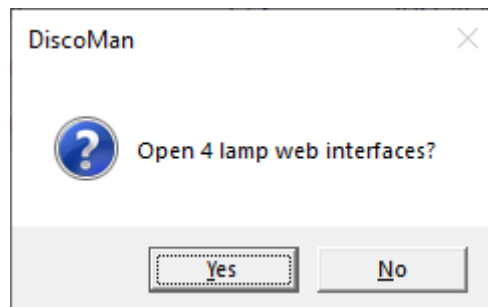 DiscoMan
Open 4 lamp web interfaces?
Yes
No